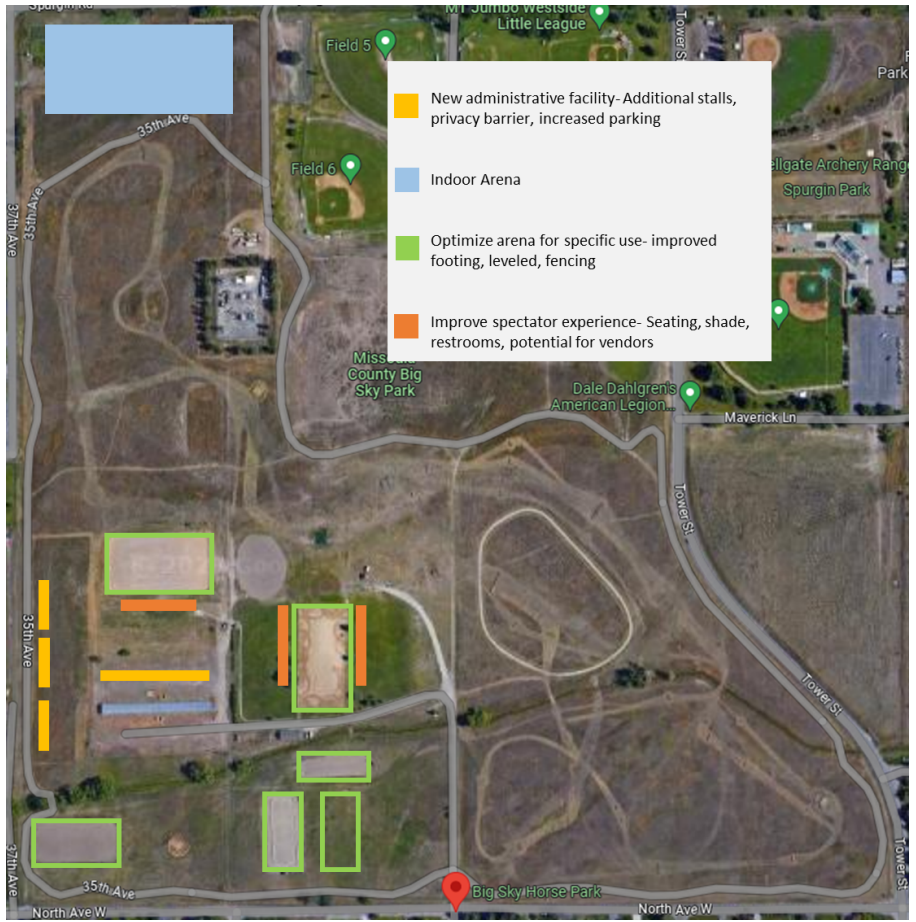 Spurgin Rd
MT Jumbo Westside
Little League
Field 5
Tower St
Park
New administrative facility- Additional stalls,
privacy barrier, increased parking
35th Ave
Field 6
Indoor Arena
ellgate Archery Range
Spurgin Park
37th Ave
35th Ave
Optimize arena for specific use- improved
footing, leveled, fencing
Improve spectator experience- Seating, shade,
restrooms, potential for vendors
Missoula
County Big
Sky Park
Dale Dahlgren's
American Legion...
Maverick Ln
Tower St
35th Ave
Tower St
37th Ave
35th Ave
Big Sky Horse Park
Tower St
North Ave W
North Ave W